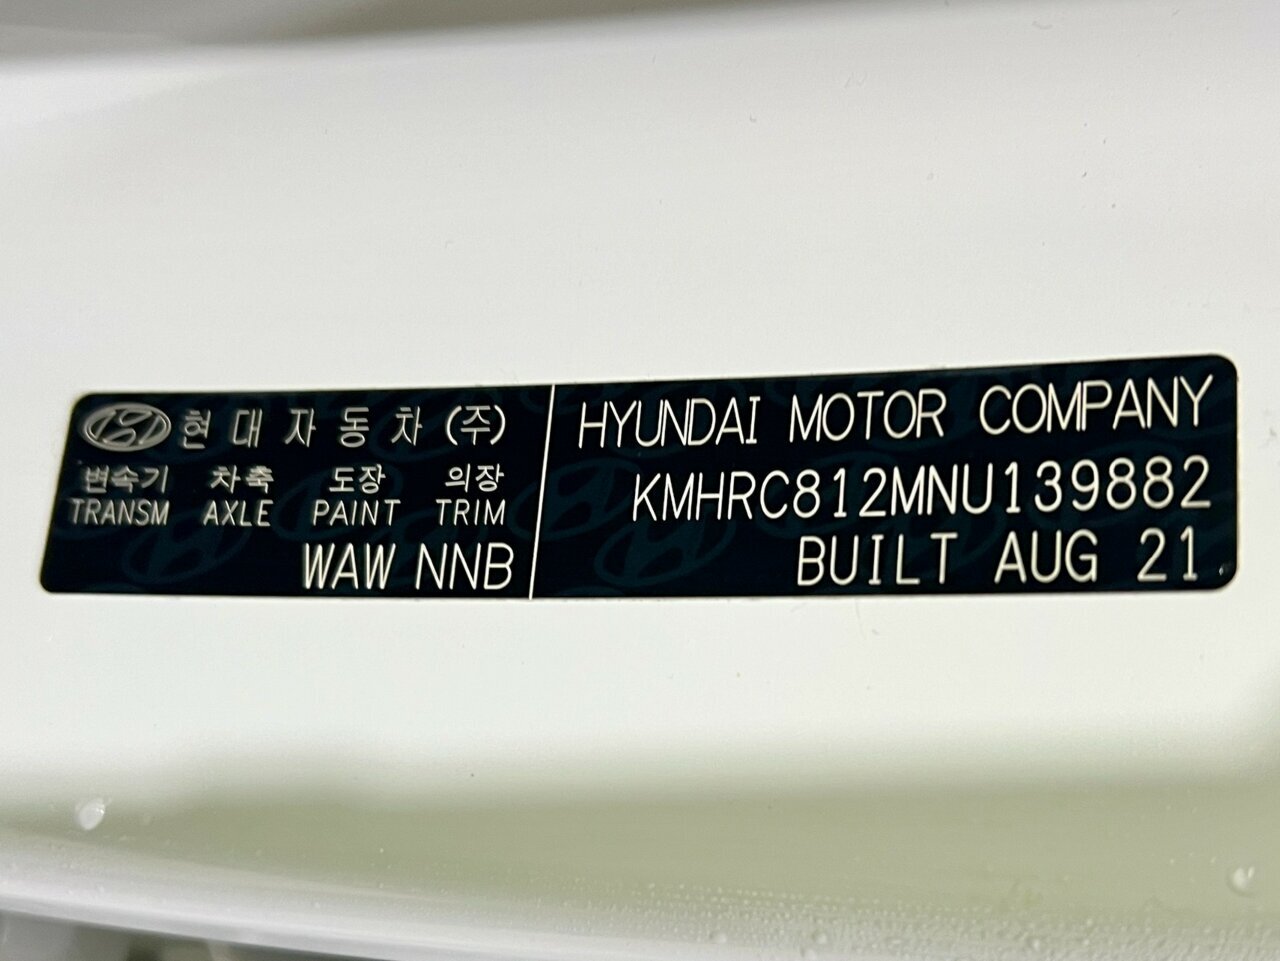 현대자동차(주)
변속기 차축 도장 의장
TRANSM AXLE PAINT TRIM
WAW NNB
HYUNDAI MOTOR COMPANY
KMHRC812MNU139882
BUILT AUG 21